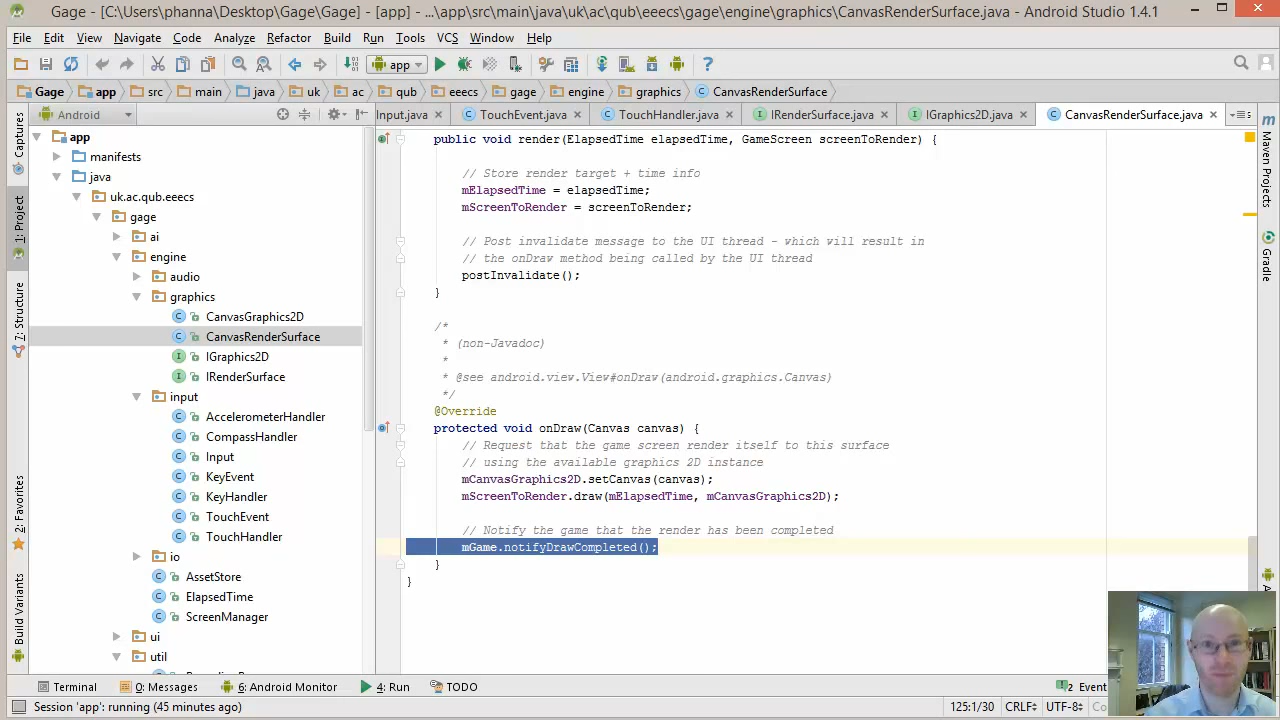 Gage - [C:\Users\phanna\Desktop\Gage\Gage] - [app] - ...\app\src\main\java\uk\ac\qub\eeecs\gage\engine\graphics\CanvasRenderSurface.java - Android Studio 1.4.1
File Edit View Navigate Code Analyze Refactor Build Run Tools VCS Window Help
app
Gage app src main java uk ac qub eeecs gage engine graphics CanvasRenderSurface
Android
Input.java TouchEvent.java TouchHandler.java IRenderSurface.java IGraphics2D.java CanvasRenderSurface.java
Captures
1: Project
7: Structure
2: Favorites
Build Variants
app
manifests
java
uk.ac.qub.eeecs
gage
ai
engine
audio
graphics
CanvasGraphics2D
CanvasRenderSurface
IGraphics2D
IRenderSurface
input
AccelerometerHandler
CompassHandler
Input
KeyEvent
KeyHandler
TouchEvent
TouchHandler
io
AssetStore
ElapsedTime
ScreenManager
ui
util
public void render(ElapsedTime elapsedTime, GameScreen screenToRender) {
// Store render target + time info
mElapsedTime = elapsedTime;
mScreenToRender = screenToRender;
// Post invalidate message to the UI thread - which will result in
// the onDraw method being called by the UI thread
postInvalidate();
}
/*
* (non-Javadoc)
*
* @see android.view.View#onDraw(android.graphics.Canvas)
*/
@Override
protected void onDraw(Canvas canvas) {
// Request that the game screen render itself to this surface
// using the available graphics 2D instance
mCanvasGraphics2D.setCanvas(canvas);
mScreenToRender.draw(mElapsedTime, mCanvasGraphics2D);
// Notify the game that the render has been completed
mGame.notifyDrawCompleted();
}
}
Maven Projects
Gradle
Terminal 0: Messages 6: Android Monitor 4: Run TODO 2 Event
Session 'app': running (45 minutes ago) 125:1/30 CRLF UTF-8